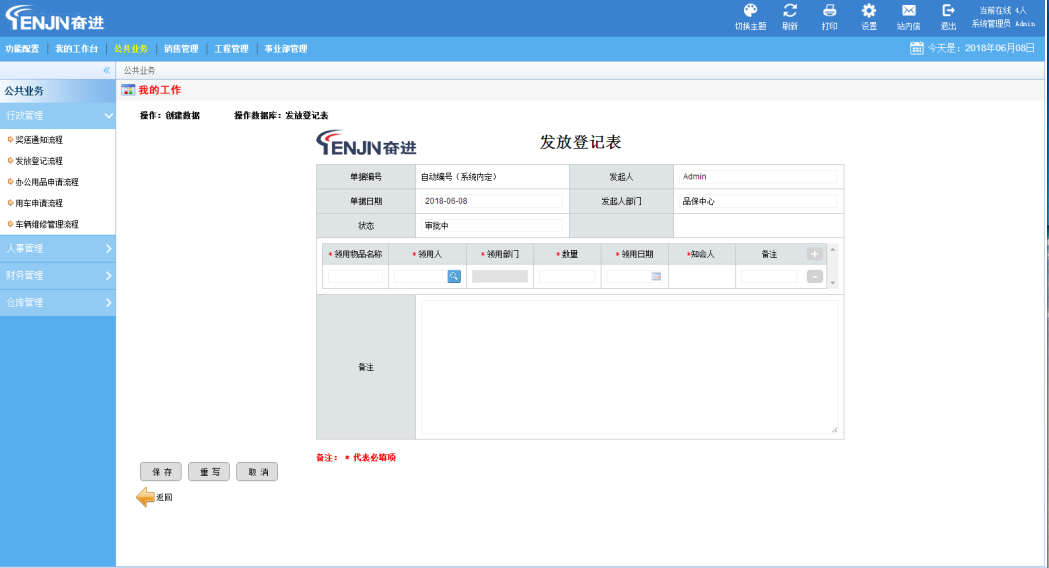 ENJIN奋进
切换主题 刷新 打印 设置 站内信 退出 当前在线 4人
系统管理员 Admin
功能配置 我的工作台 公共业务 销售管理 工程管理 事业部管理 今天是：2018年06月08日
« 公共业务
公共业务 我的工作
行政管理 操作：创建数据 操作数据库：发放登记表
奖惩通知流程
发放登记流程
办公用品申请流程
用车申请流程
车辆维修管理流程
人事管理
财务管理
仓库管理
ENJIN奋进 发放登记表
单据编号 自动编号（系统内定） 发起人 Admin
单据日期 2018-06-08 发起人部门 品保中心
状态 审批中
*领用物品名称 *领用人 *领用部门 *数量 *领用日期 *知会人 备注
备注
备注： * 代表必填项
保存 重写 取消
返回